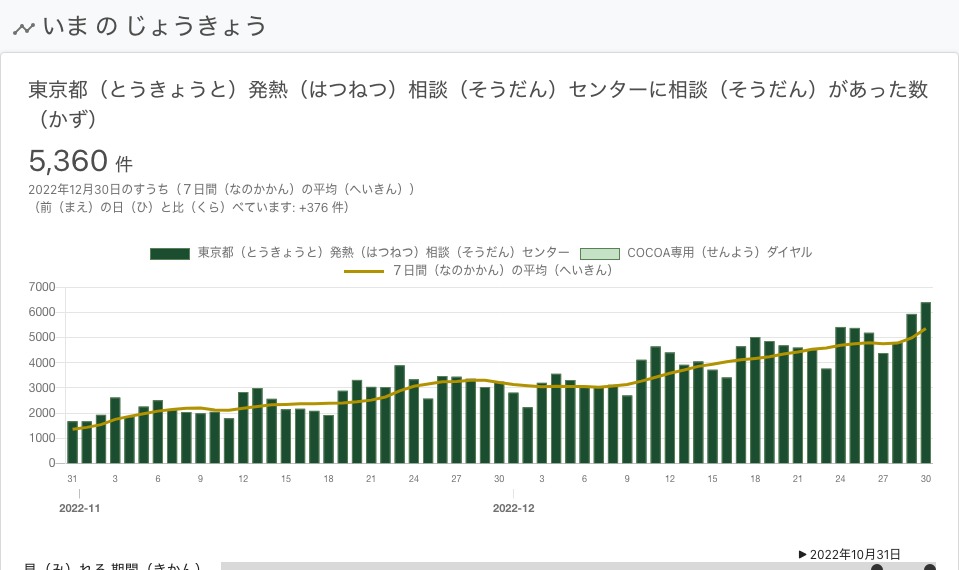 いま の じょうきょう
東京都（とうきょうと）発熱（はつねつ）相談（そうだん）センターに相談（そうだん）があった数
（かず）
5,360 件
2022年12月30日のすうち（７日間（なのかかん）の平均（へいきん））
（前（まえ）の日（ひ）と比（くら）べています: +376 件）
東京都（とうきょうと）発熱（はつねつ）相談（そうだん）センター COCOA専用（せんよう）ダイヤル
７日間（なのかかん）の平均（へいきん）
7000
6000
5000
4000
3000
2000
1000
0
31 3 6 9 12 15 18 21 24 27 30 3 6 9 12 15 18 21 24 27 30
2022-11 2022-12
▶ 2022年10月31日
見（み）れる 期間（きかん）